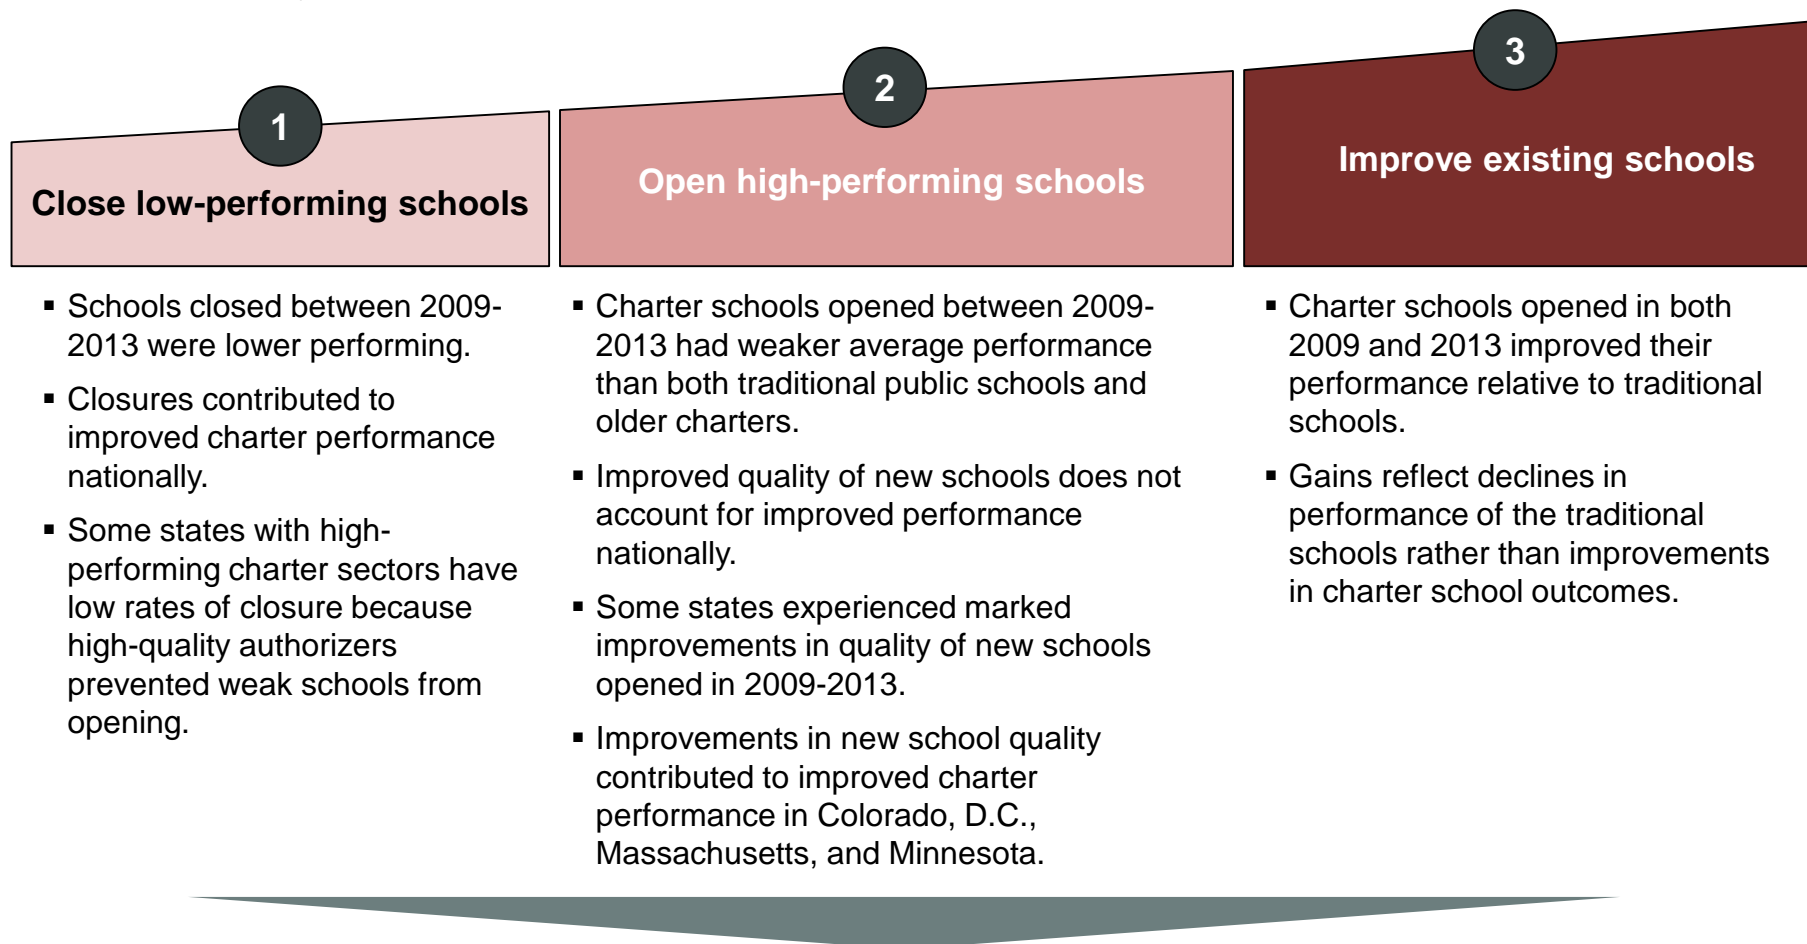 1
Close low-performing schools
▪ Schools closed between 2009-
2013 were lower performing.
▪ Closures contributed to
improved charter performance
nationally.
▪ Some states with high-
performing charter sectors have
low rates of closure because
high-quality authorizers
prevented weak schools from
opening.
2
Open high-performing schools
▪ Charter schools opened between 2009-
2013 had weaker average performance
than both traditional public schools and
older charters.
▪ Improved quality of new schools does not
account for improved performance
nationally.
▪ Some states experienced marked
improvements in quality of new schools
opened in 2009-2013.
▪ Improvements in new school quality
contributed to improved charter
performance in Colorado, D.C.,
Massachusetts, and Minnesota.
3
Improve existing schools
▪ Charter schools opened in both
2009 and 2013 improved their
performance relative to traditional
schools.
▪ Gains reflect declines in
performance of the traditional
schools rather than improvements
in charter school outcomes.